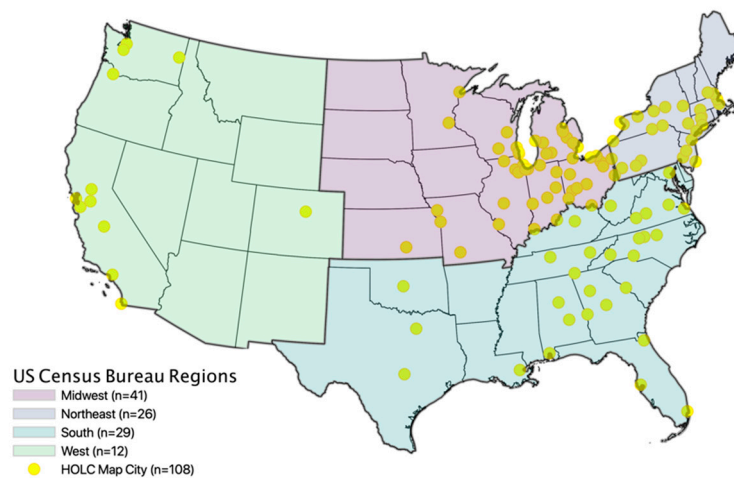 US Census Bureau Regions
Midwest (n=41)
Northeast (n=26)
South (n=29)
West (n=12)
HOLC Map City (n=108)